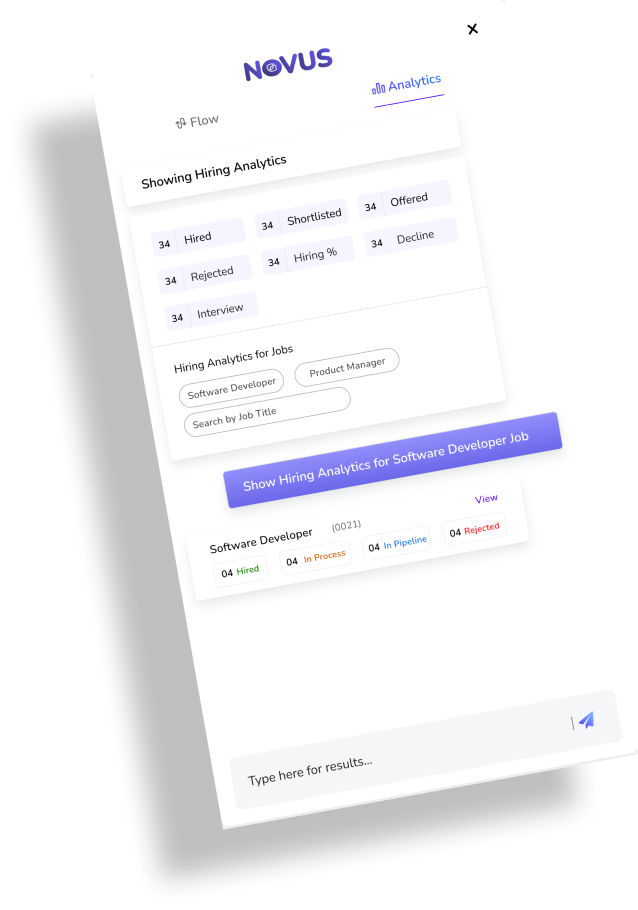 NOVUS
Flow
Analytics
Showing Hiring Analytics
34 Hired
34 Shortlisted
34 Offered
34 Rejected
34 Hiring %
34 Decline
34 Interview
Hiring Analytics for Jobs
Software Developer
Product Manager
Search by Job Title
Show Hiring Analytics for Software Developer Job
View
Software Developer (0021)
04 Hired
04 In Process
04 In Pipeline
04 Rejected
Type here for results...